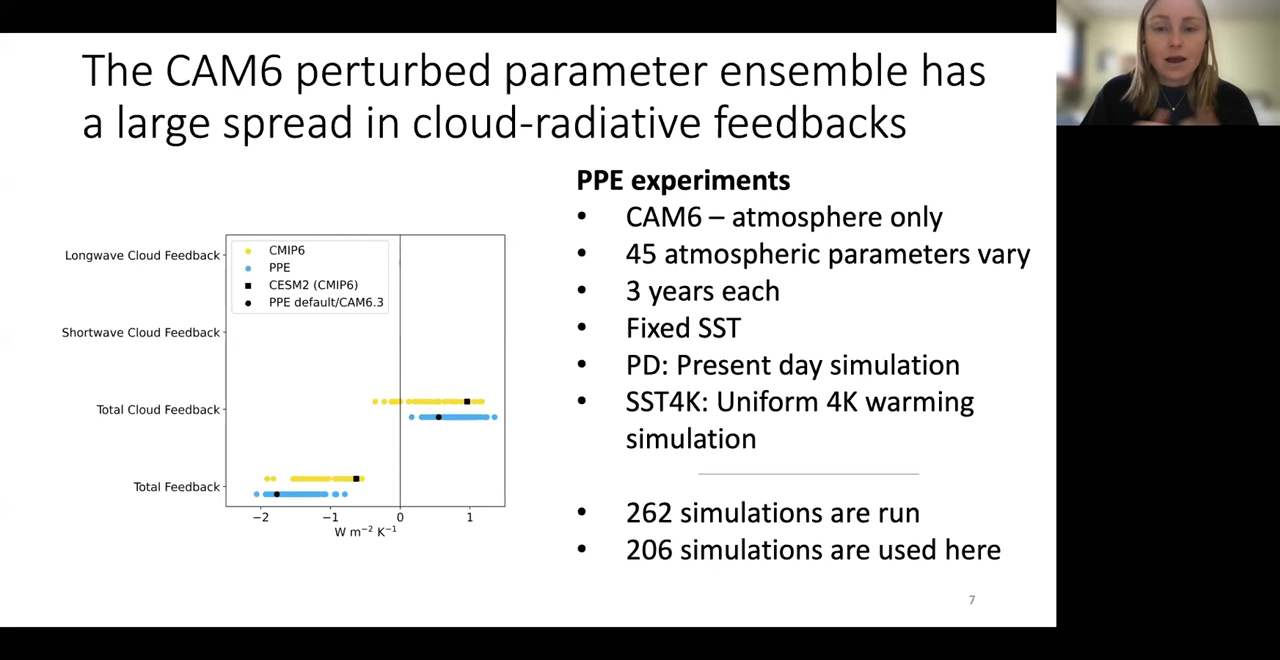 The CAM6 perturbed parameter ensemble has
a large spread in cloud-radiative feedbacks
Longwave Cloud Feedback
Shortwave Cloud Feedback
Total Cloud Feedback
Total Feedback
CMIP6
PPE
CESM2 (CMIP6)
PPE default/CAM6.3
−2 −1 0 1
W m⁻² K⁻¹
PPE experiments
• CAM6 – atmosphere only
• 45 atmospheric parameters vary
• 3 years each
• Fixed SST
• PD: Present day simulation
• SST4K: Uniform 4K warming
simulation
• 262 simulations are run
• 206 simulations are used here
7